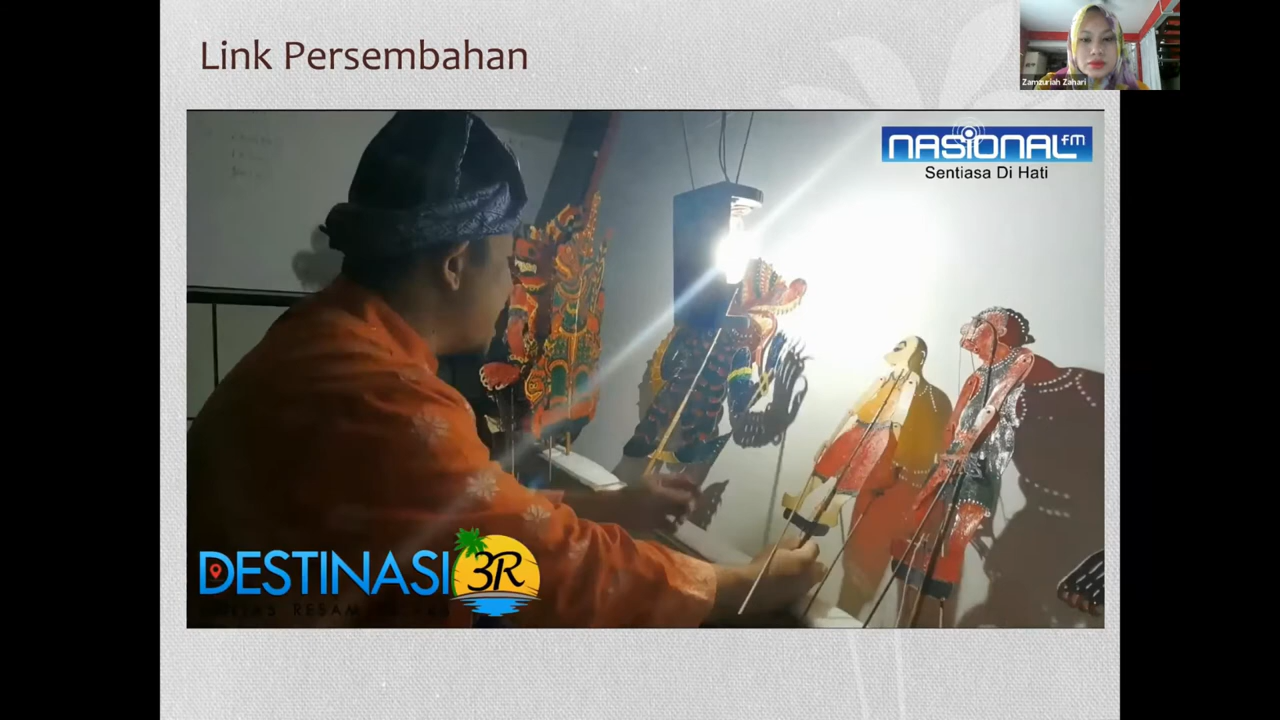 Link Persembahan
Zamzuriah Zahari
NASIONAL fm
Sentiasa Di Hati
DESTINASI 3R